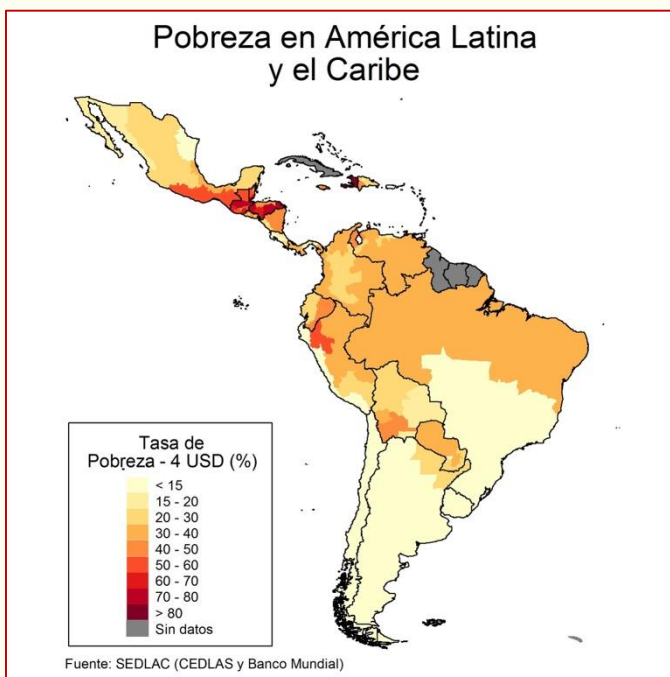 Pobreza en América Latina
y el Caribe
Tasa de
Pobreza - 4 USD (%)
< 15
15 - 20
20 - 30
30 - 40
40 - 50
50 - 60
60 - 70
70 - 80
> 80
Sin datos
Fuente: SEDLAC (CEDLAS y Banco Mundial)